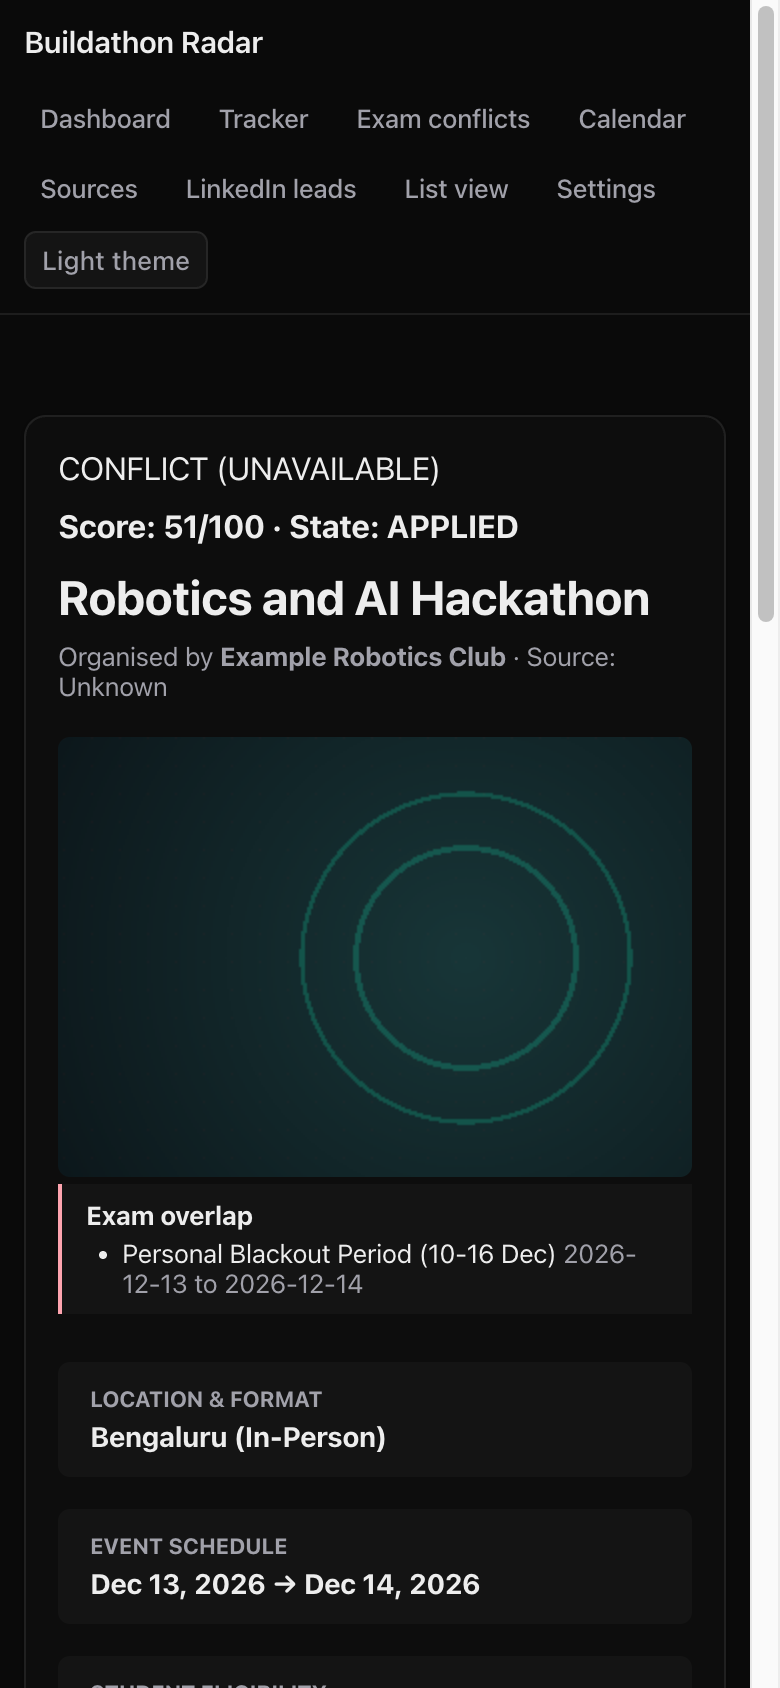 Buildathon Radar
Dashboard Tracker Exam conflicts Calendar
Sources LinkedIn leads List view Settings
Light theme
CONFLICT (UNAVAILABLE)
Score: 51/100 · State: APPLIED
Robotics and AI Hackathon
Organised by Example Robotics Club · Source:
Unknown
Exam overlap
• Personal Blackout Period (10-16 Dec) 2026-
12-13 to 2026-12-14
LOCATION & FORMAT
Bengaluru (In-Person)
EVENT SCHEDULE
Dec 13, 2026 → Dec 14, 2026
STUDENT ELIGIBILITY